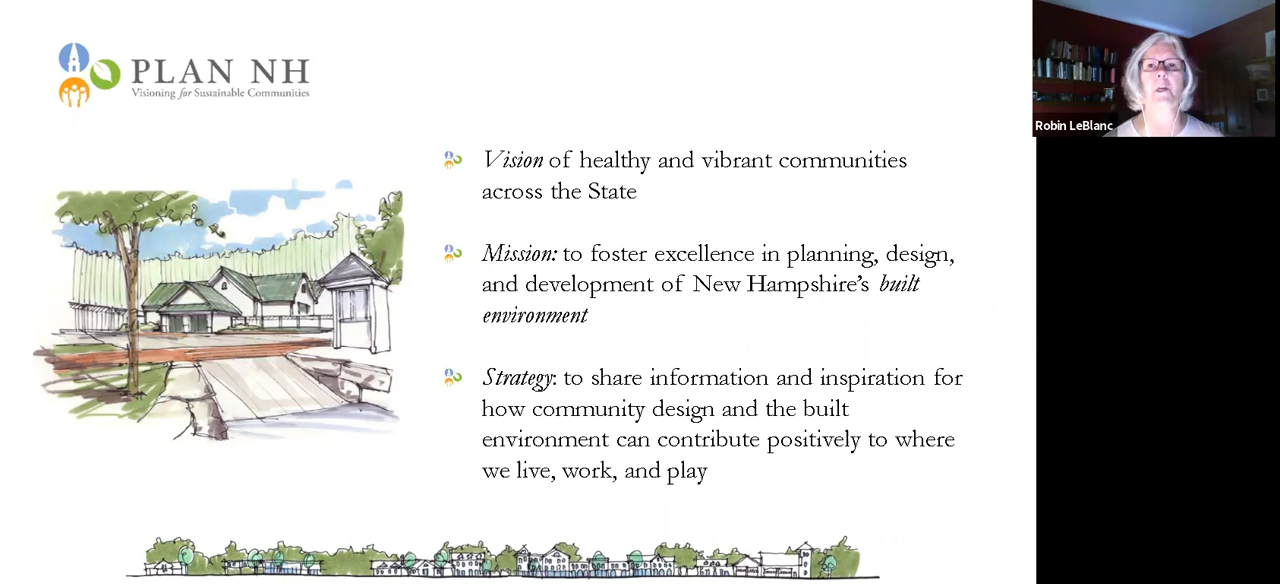 PLAN NH
Visioning for Sustainable Communities
Robin LeBlanc
Vision of healthy and vibrant communities
across the State
Mission: to foster excellence in planning, design,
and development of New Hampshire's built
environment
Strategy: to share information and inspiration for
how community design and the built
environment can contribute positively to where
we live, work, and play